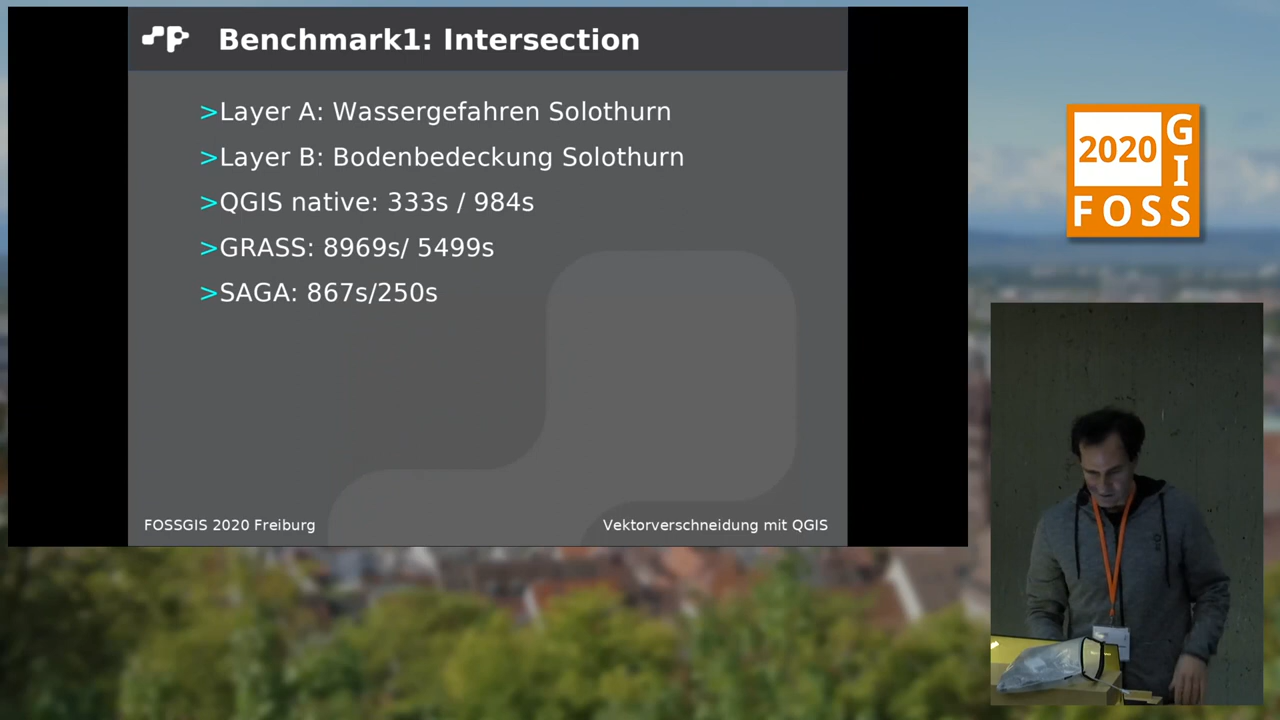 Benchmark1: Intersection
>Layer A: Wassergefahren Solothurn
>Layer B: Bodenbedeckung Solothurn
>QGIS native: 333s / 984s
>GRASS: 8969s/ 5499s
>SAGA: 867s/250s
FOSSGIS 2020 Freiburg
Vektorverschneidung mit QGIS
2020
GIS
FOSS